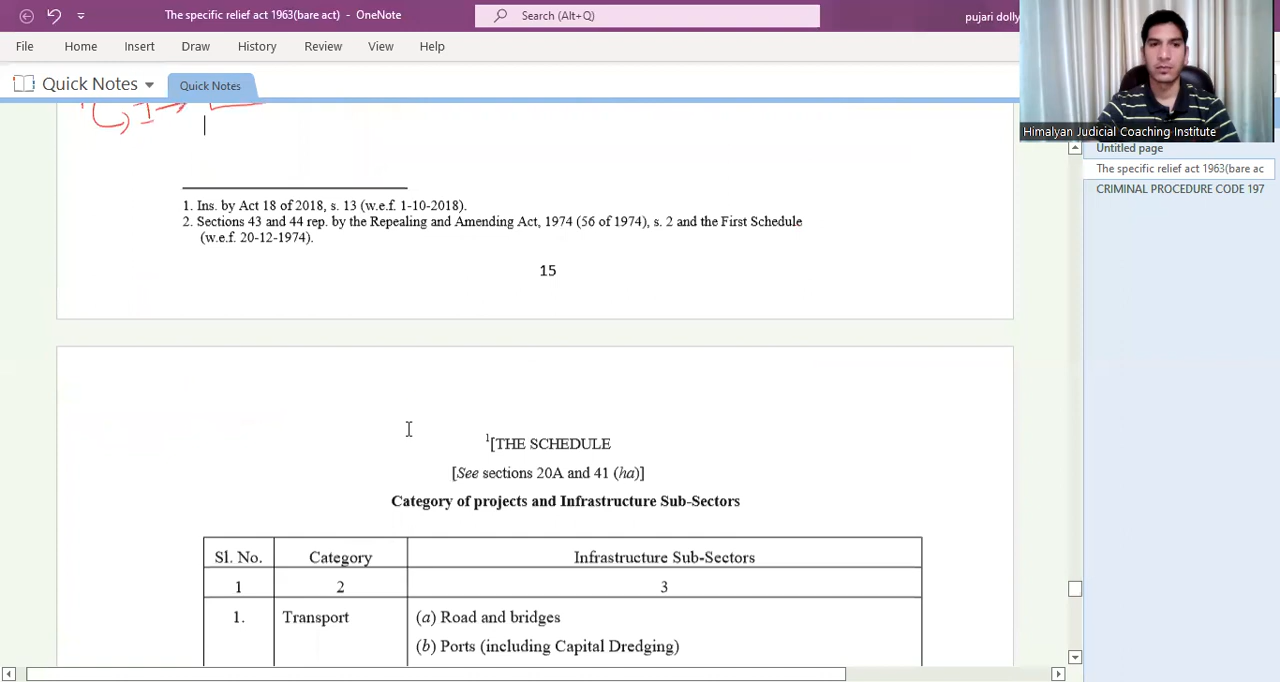 The specific relief act 1963(bare act) - OneNote
Search (Alt+Q)
pujari dolly
File Home Insert Draw History Review View Help
Quick Notes
Quick Notes
Himalyan Judicial Coaching Institute
Untitled page
The specific relief act 1963(bare ac
CRIMINAL PROCEDURE CODE 197
1. Ins. by Act 18 of 2018, s. 13 (w.e.f. 1-10-2018).
2. Sections 43 and 44 rep. by the Repealing and Amending Act, 1974 (56 of 1974), s. 2 and the First Schedule
(w.e.f. 20-12-1974).
15
1[THE SCHEDULE
[See sections 20A and 41 (ha)]
Category of projects and Infrastructure Sub-Sectors
Sl. No. Category Infrastructure Sub-Sectors
1 2 3
1. Transport (a) Road and bridges
(b) Ports (including Capital Dredging)